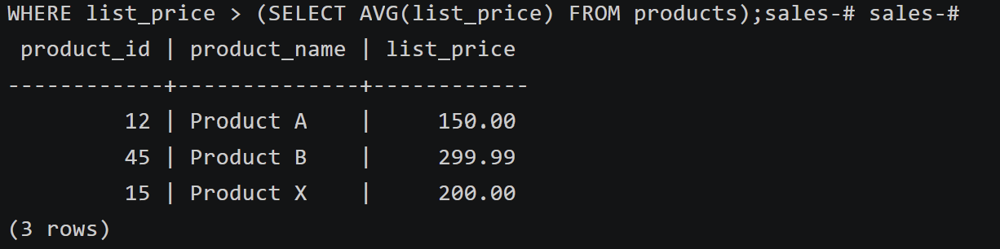 WHERE list_price > (SELECT AVG(list_price) FROM products);sales-# sales-#
 product_id | product_name | list_price
------------+--------------+------------
         12 | Product A    |     150.00
         45 | Product B    |     299.99
         15 | Product X    |     200.00
(3 rows)